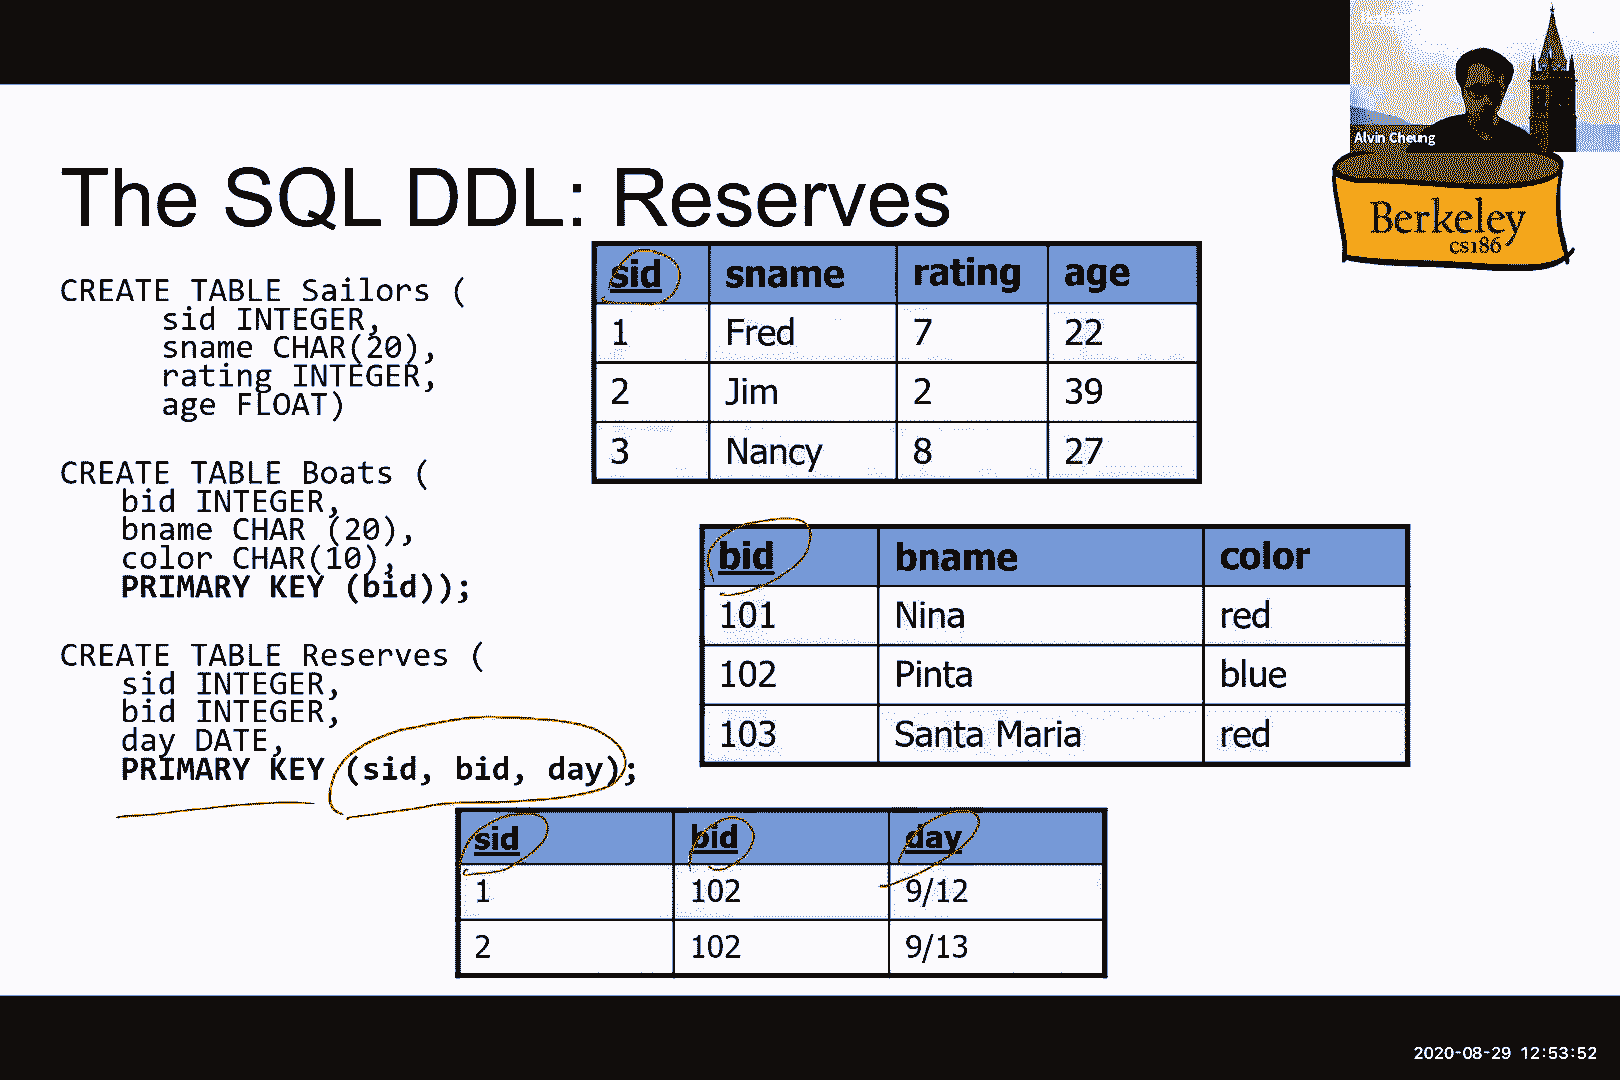 Alvin Cheung
Berkeley
cs186
The SQL DDL: Reserves
CREATE TABLE Sailors (
sid INTEGER,
sname CHAR(20),
rating INTEGER,
age FLOAT)
CREATE TABLE Boats (
bid INTEGER,
bname CHAR (20),
color CHAR(10),
PRIMARY KEY (bid));
CREATE TABLE Reserves (
sid INTEGER,
bid INTEGER,
day DATE,
PRIMARY KEY (sid, bid, day);
sid sname rating age
1 Fred 7 22
2 Jim 2 39
3 Nancy 8 27
bid bname color
101 Nina red
102 Pinta blue
103 Santa Maria red
sid bid day
1 102 9/12
2 102 9/13
2020-08-29 12:53:52